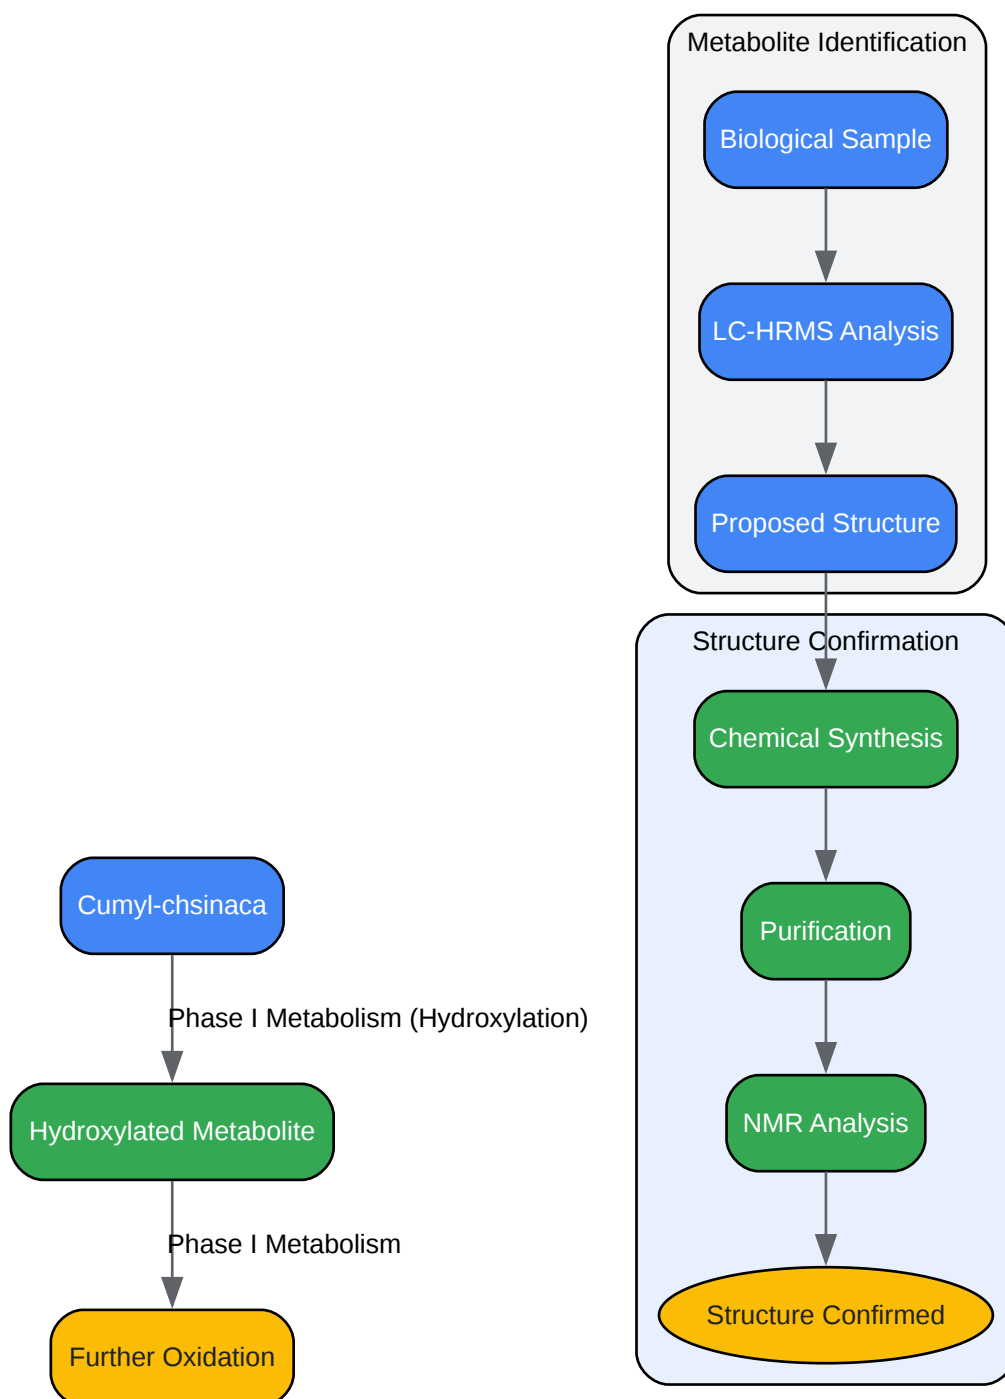 Metabolite Identification
Biological Sample
LC-HRMS Analysis
Proposed Structure
Structure Confirmation
Chemical Synthesis
Purification
NMR Analysis
Structure Confirmed
Cumyl-chsinaca
Phase I Metabolism (Hydroxylation)
Hydroxylated Metabolite
Phase I Metabolism
Further Oxidation